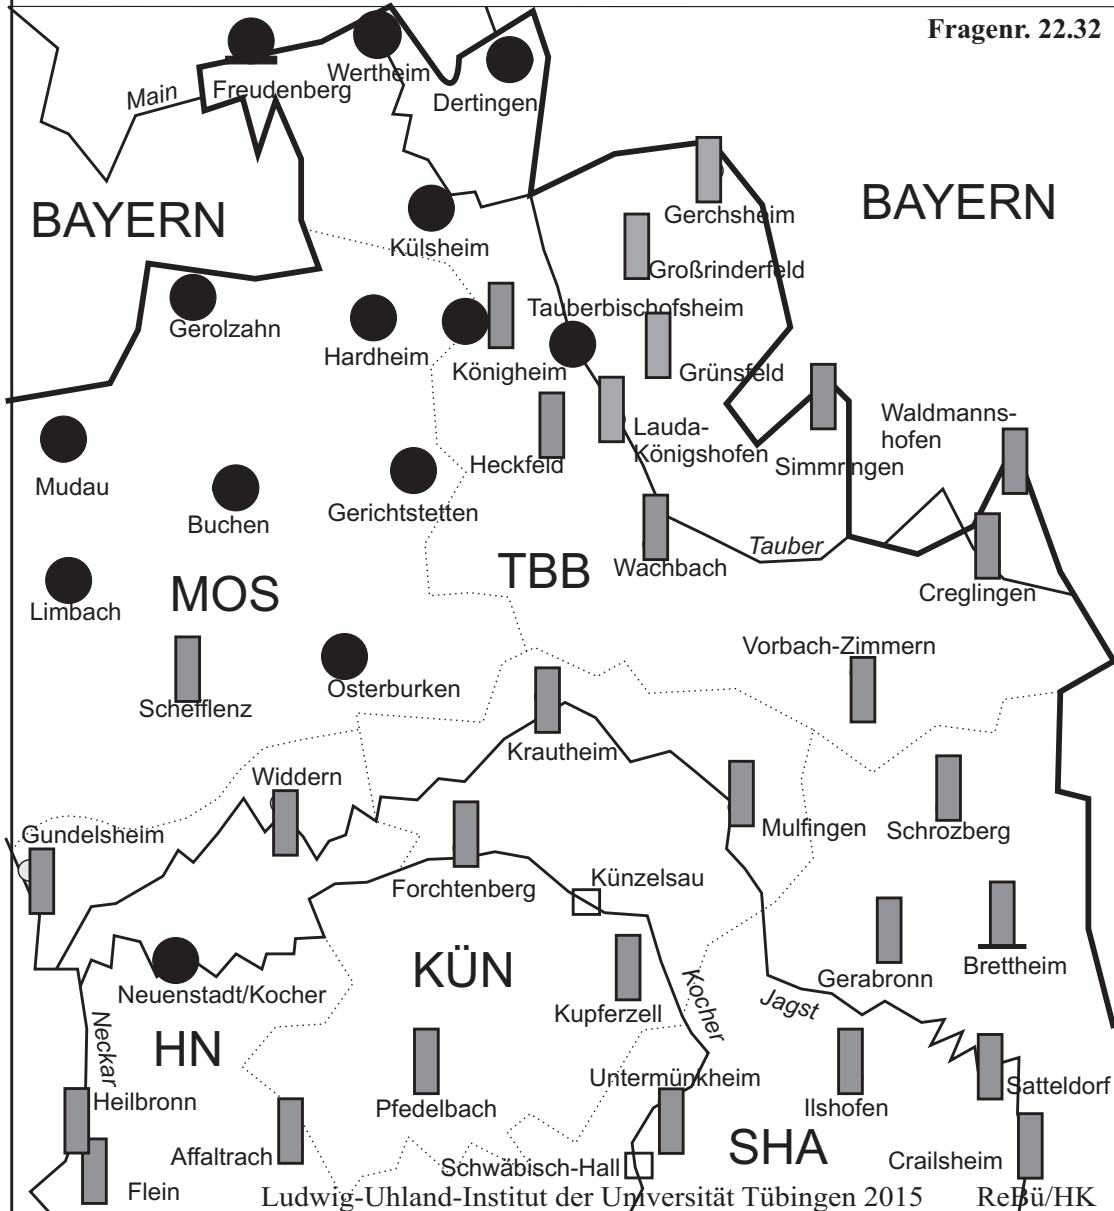 Fragenr. 22.32
Wertheim
Main
Freudenberg
Dertingen
BAYERN
BAYERN
Gerchsheim
Külsheim
Großrinderfeld
Gerolzahn
Tauberbischofsheim
Hardheim
Königheim
Grünsfeld
Waldmanns-
hofen
Lauda-
Königshofen
Heckfeld
Simmringen
Mudau
Buchen
Gerichtstetten
Tauber
Wachbach
TBB
Creglingen
MOS
Limbach
Vorbach-Zimmern
Osterburken
Schefflenz
Krautheim
Widdern
Gundelsheim
Mulfingen
Schrozberg
Forchtenberg
Künzelsau
KÜN
Brettheim
Gerabronn
Neuenstadt/Kocher
Kocher
Jagst
Kupferzell
Neckar
HN
Untermünkheim
Satteldorf
Heilbronn
Pfedelbach
Ilshofen
SHA
Affaltrach
Schwäbisch-Hall
Crailsheim
Flein
Ludwig-Uhland-Institut der Universität Tübingen 2015 ReBü/HK